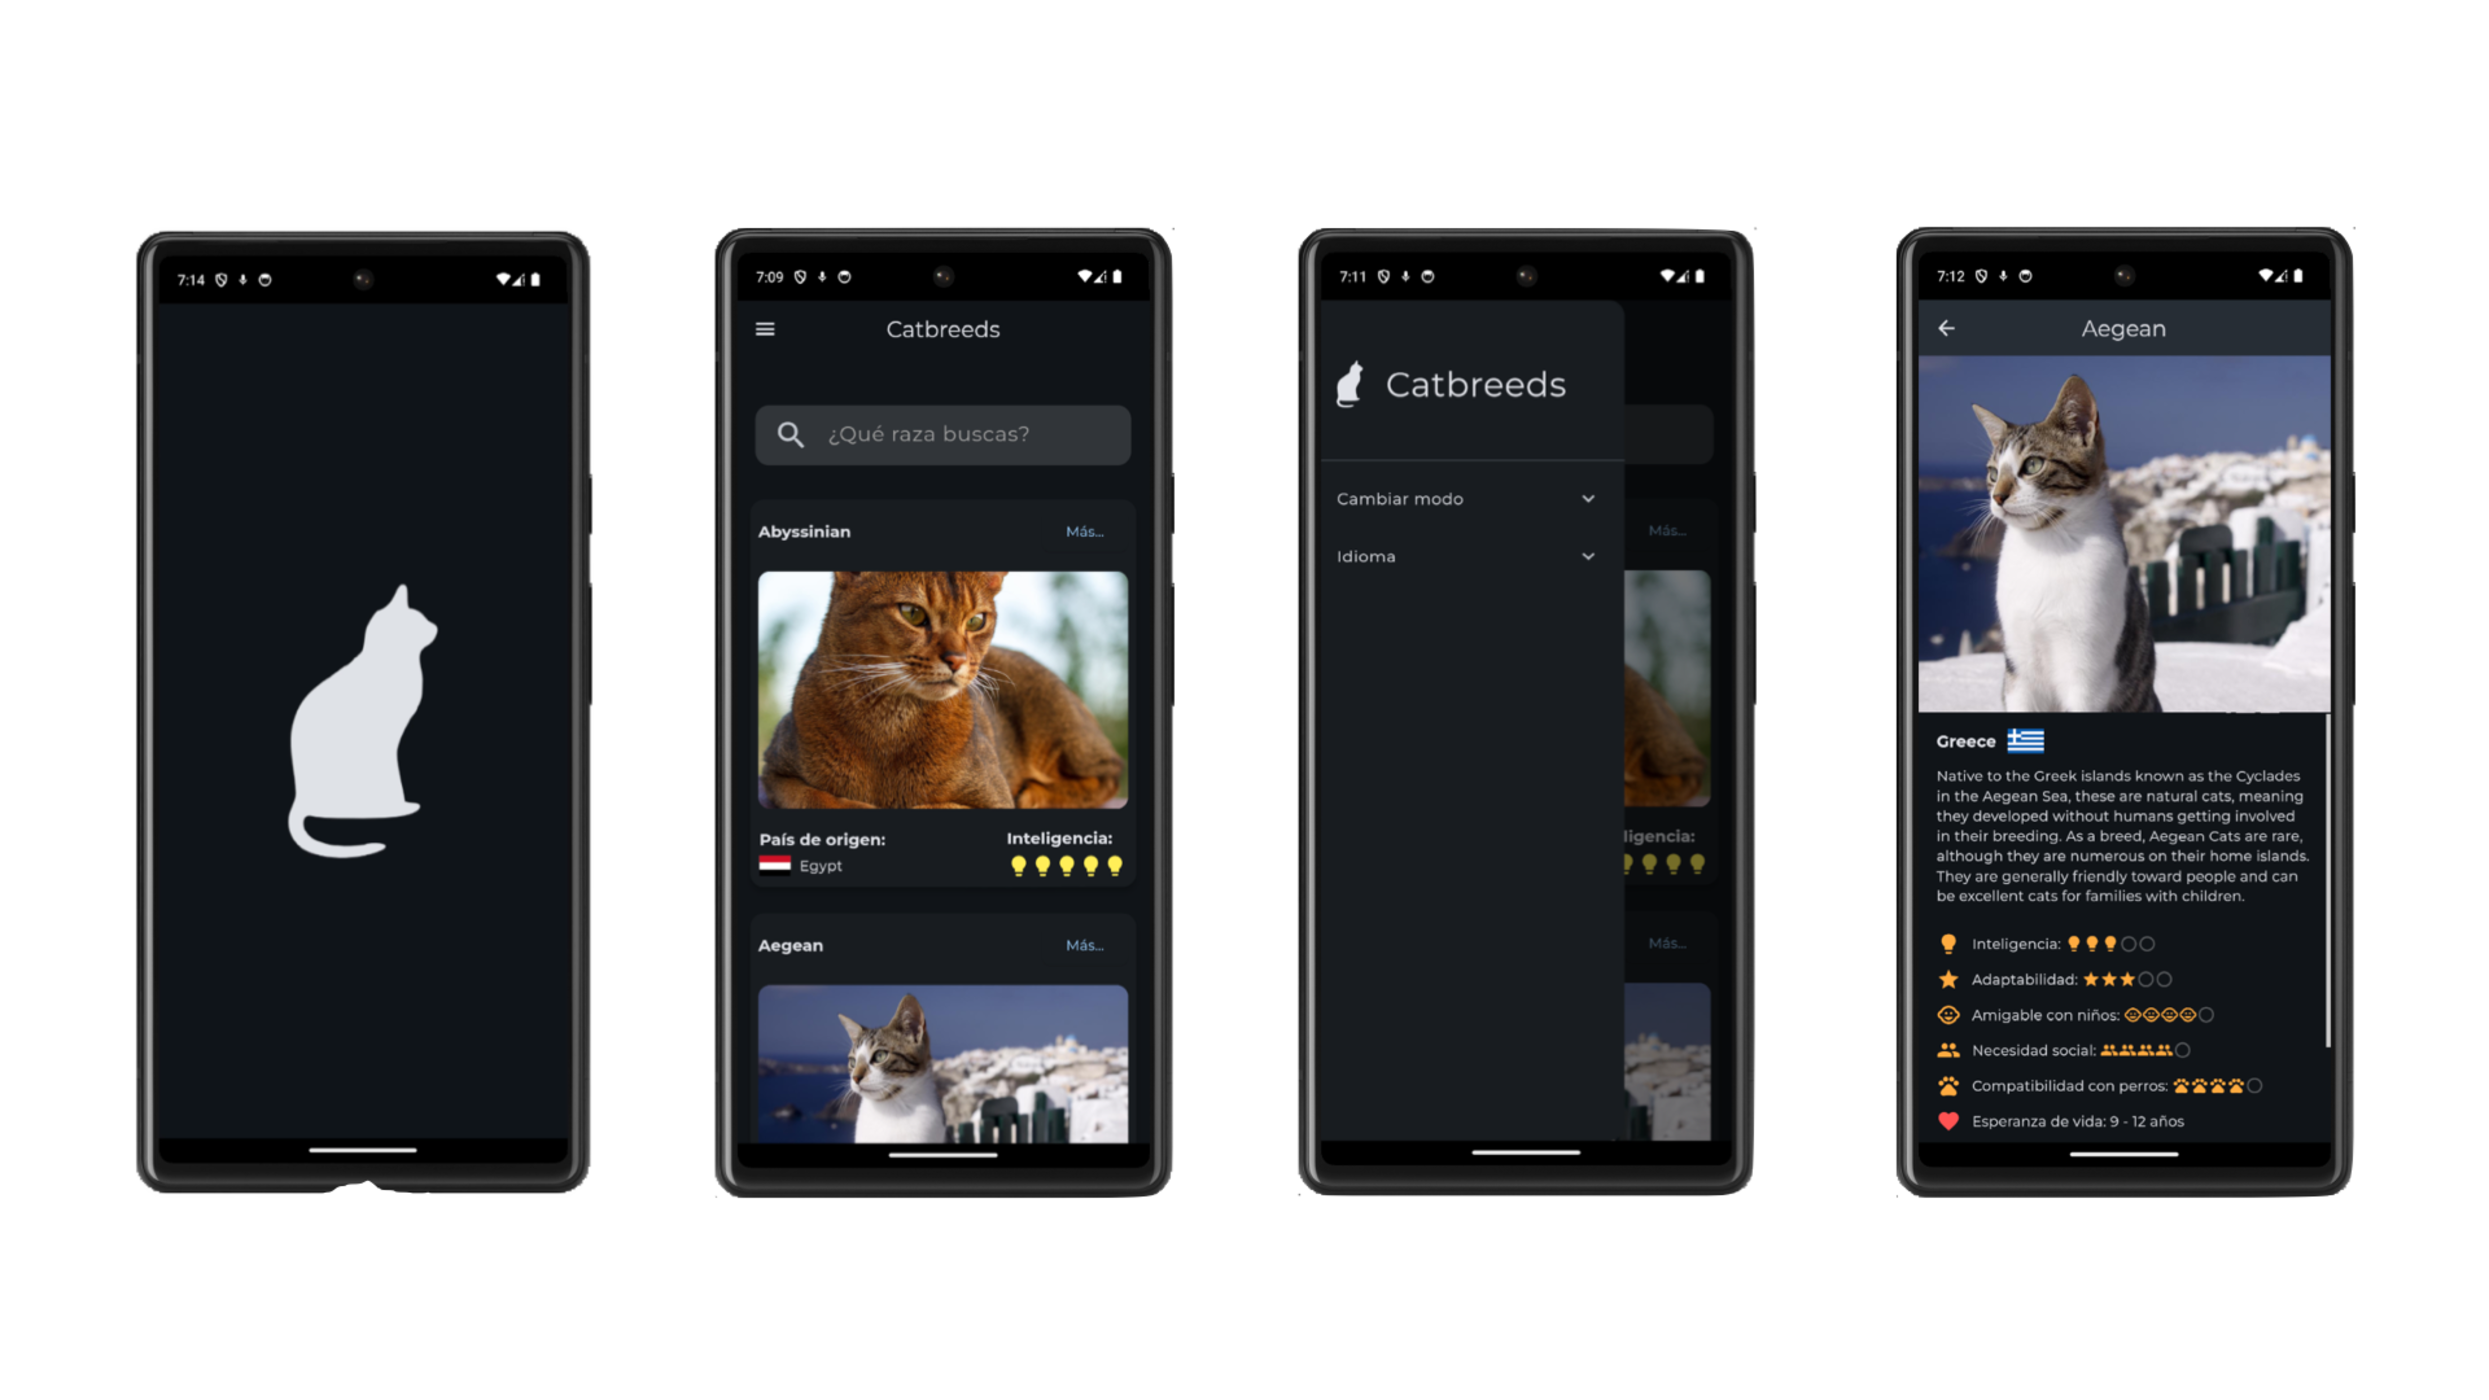 7:14
7:09
Catbreeds
¿Qué raza buscas?
Abyssinian Más...
País de origen: Inteligencia:
Egypt
Aegean Más...
7:11
Catbreeds
Cambiar modo
Idioma
Más...
ligencia:
Más...
7:12
Aegean
Greece
Native to the Greek islands known as the Cyclades
in the Aegean Sea, these are natural cats, meaning
they developed without humans getting involved
in their breeding. As a breed, Aegean Cats are rare,
although they are numerous on their home islands.
They are generally friendly toward people and can
be excellent cats for families with children.
Inteligencia:
Adaptabilidad:
Amigable con niños:
Necesidad social:
Compatibilidad con perros:
Esperanza de vida: 9 - 12 años